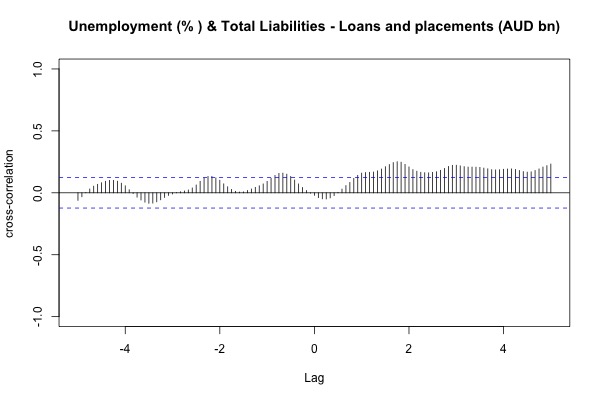 Unemployment (% ) & Total Liabilities - Loans and placements (AUD bn)
1.0
0.5
0.0
-0.5
-1.0
cross-correlation
-4 -2 0 2 4
Lag